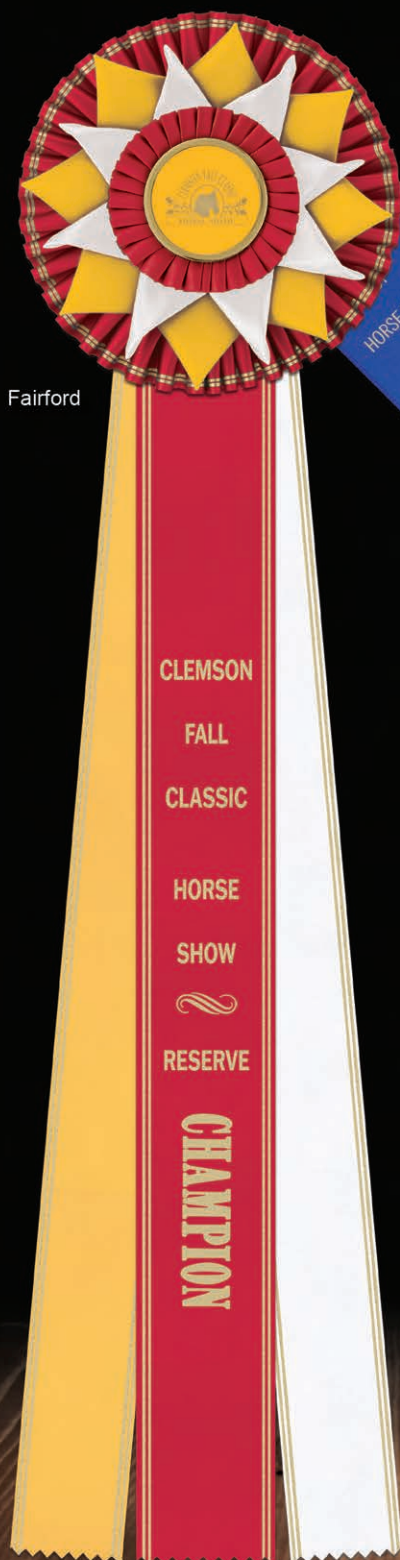 HORSE
Fairford
CLEMSON
FALL
CLASSIC
HORSE
SHOW
RESERVE
CHAMPION